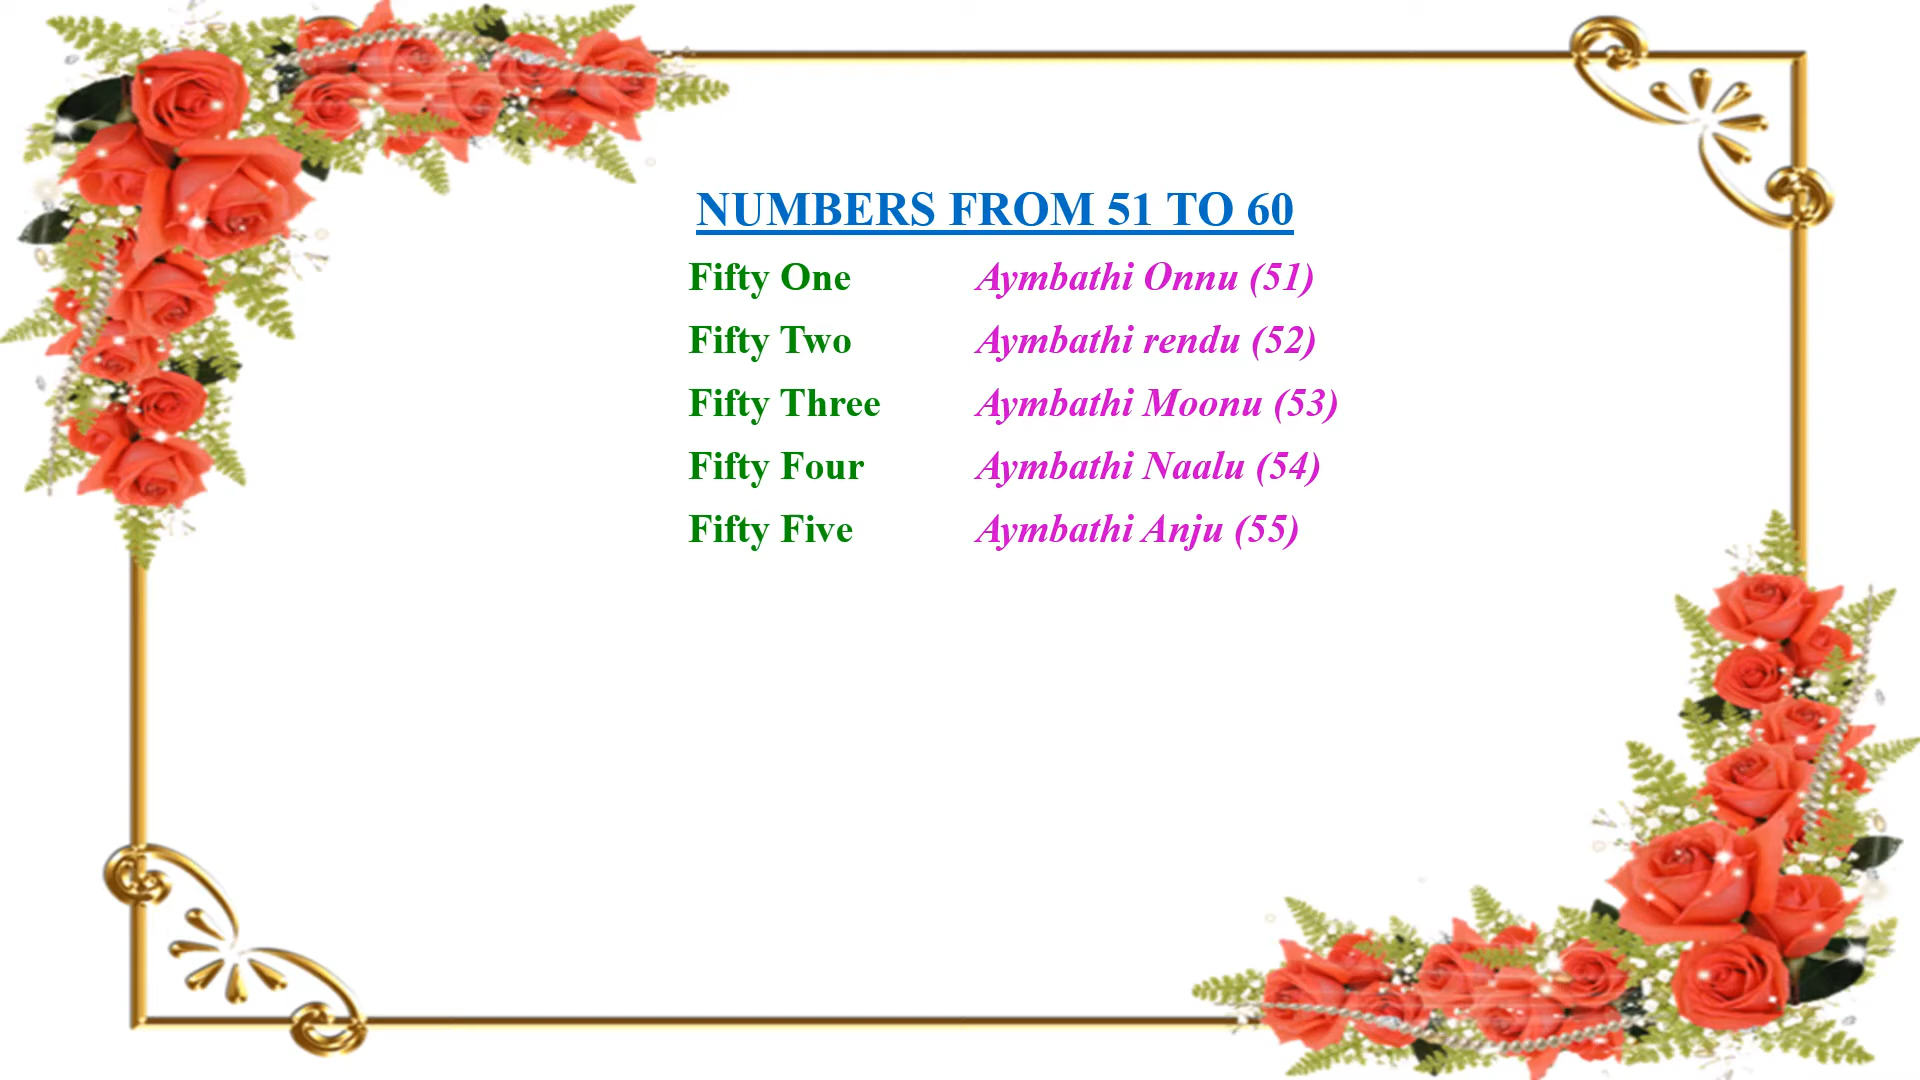 NUMBERS FROM 51 TO 60
Fifty One Aymbathi Onnu (51)
Fifty Two Aymbathi rendu (52)
Fifty Three Aymbathi Moonu (53)
Fifty Four Aymbathi Naalu (54)
Fifty Five Aymbathi Anju (55)